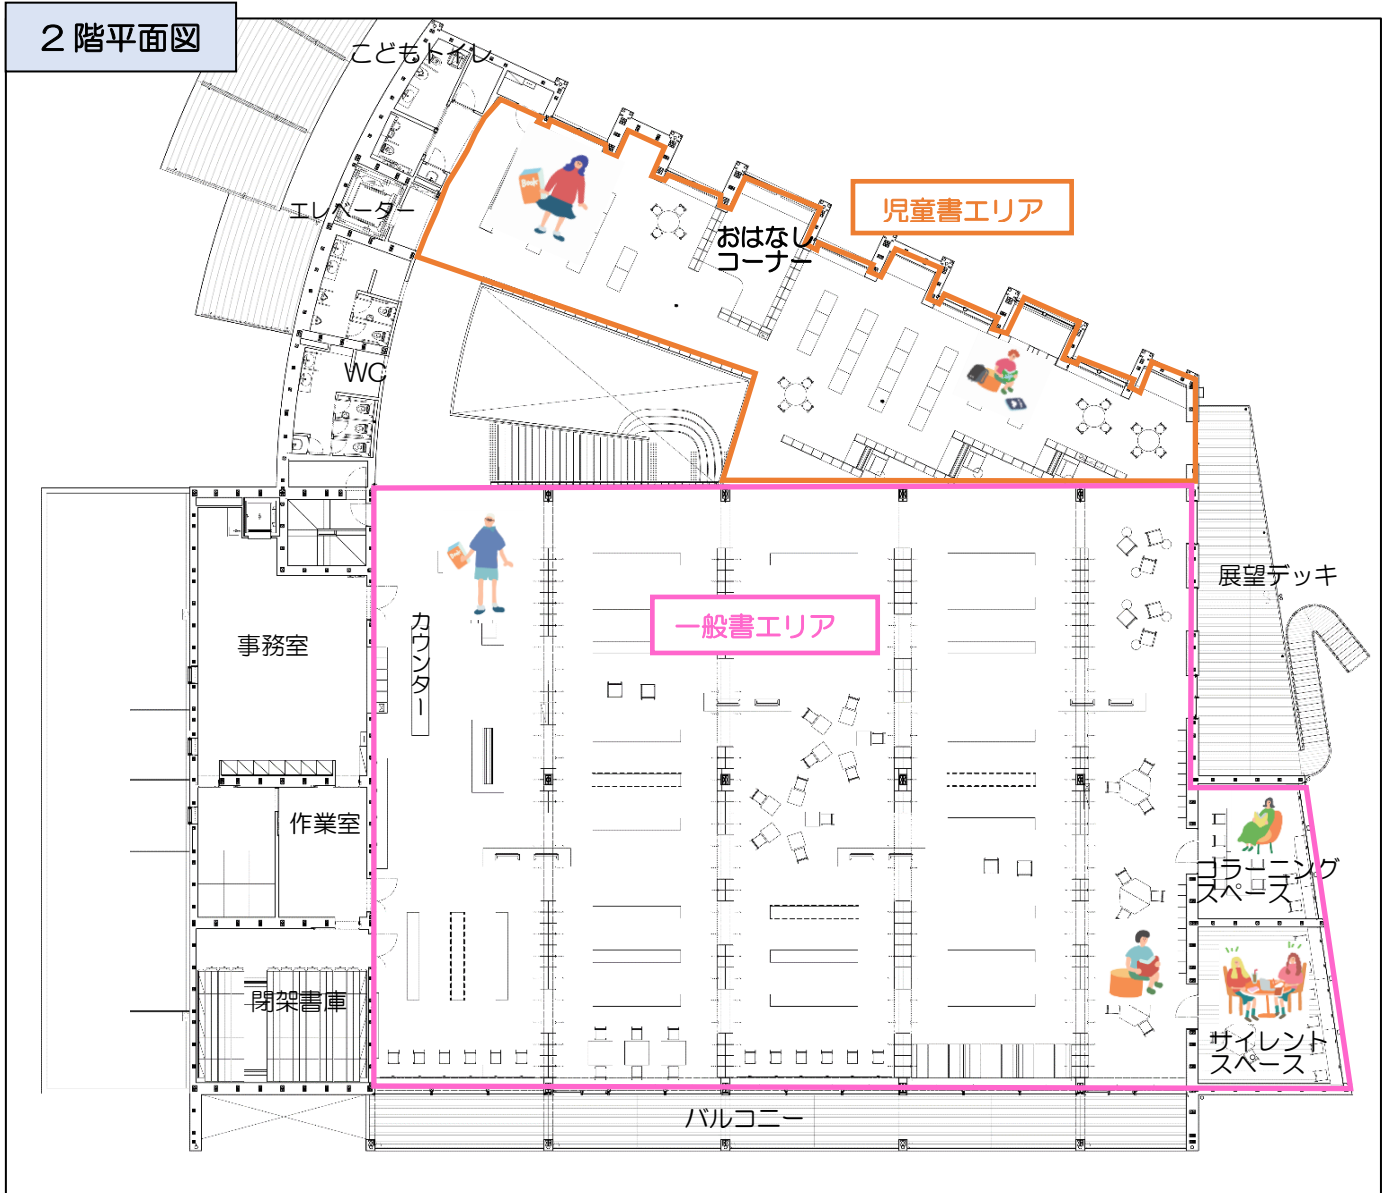 ２階平面図
こどもトイレ
児童書エリア
エレベーター
おはなし
コーナー
WC
展望デッキ
一般書エリア
カウンター
事務室
作業室
コラーニング
スペース
閉架書庫
サイレント
スペース
バルコニー